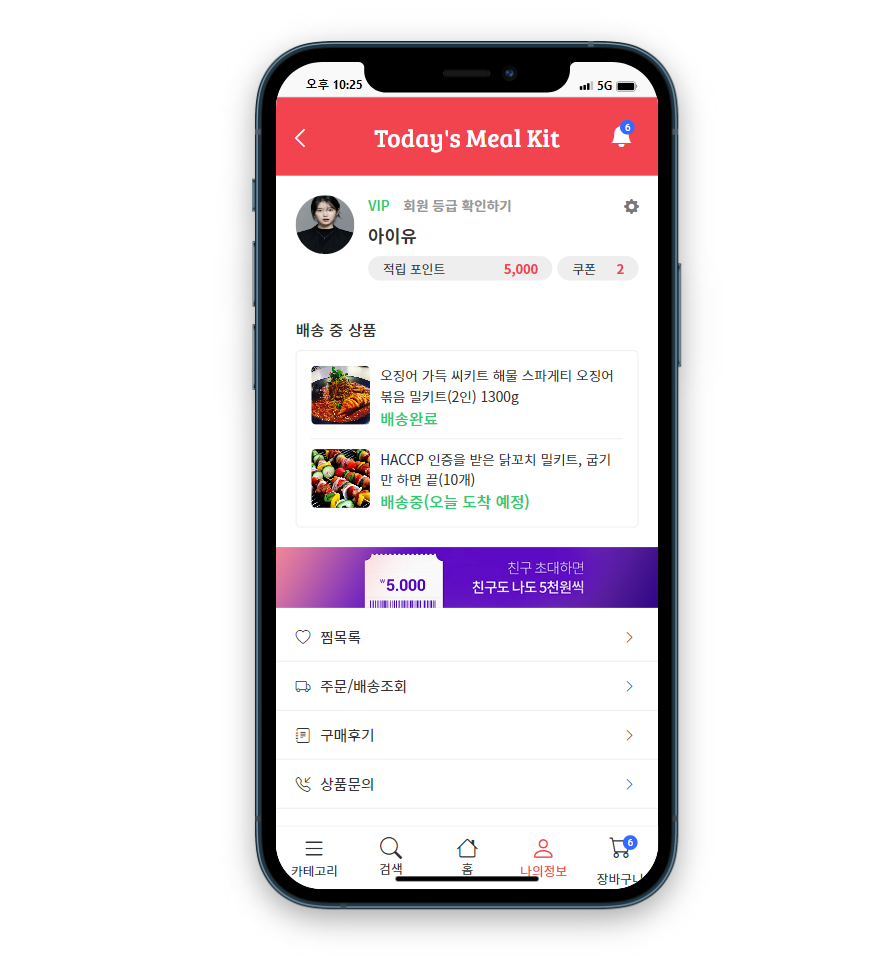 오후 10:25
5G
Today's Meal Kit
6
VIP 회원 등급 확인하기
아이유
적립 포인트 5,000 쿠폰 2
배송 중 상품
오징어 가득 씨키트 해물 스파게티 오징어
볶음 밀키트(2인) 1300g
배송완료
HACCP 인증을 받은 닭꼬치 밀키트, 굽기
만 하면 끝(10개)
배송중(오늘 도착 예정)
₩5.000
친구 초대하면
친구도 나도 5천원씩
찜목록
주문/배송조회
구매후기
상품문의
6
카테고리 검색 홈 나의정보 장바구니